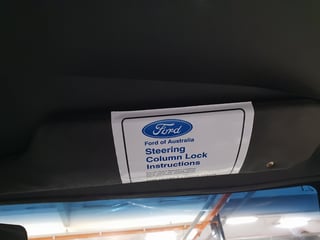 Ford
Ford of Australia
Steering
Column Lock
Instructions